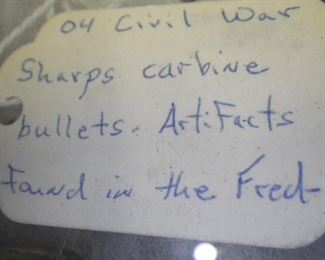 04 Civil War
Sharps carbine
bullets. Artifacts
Found in the Fred-